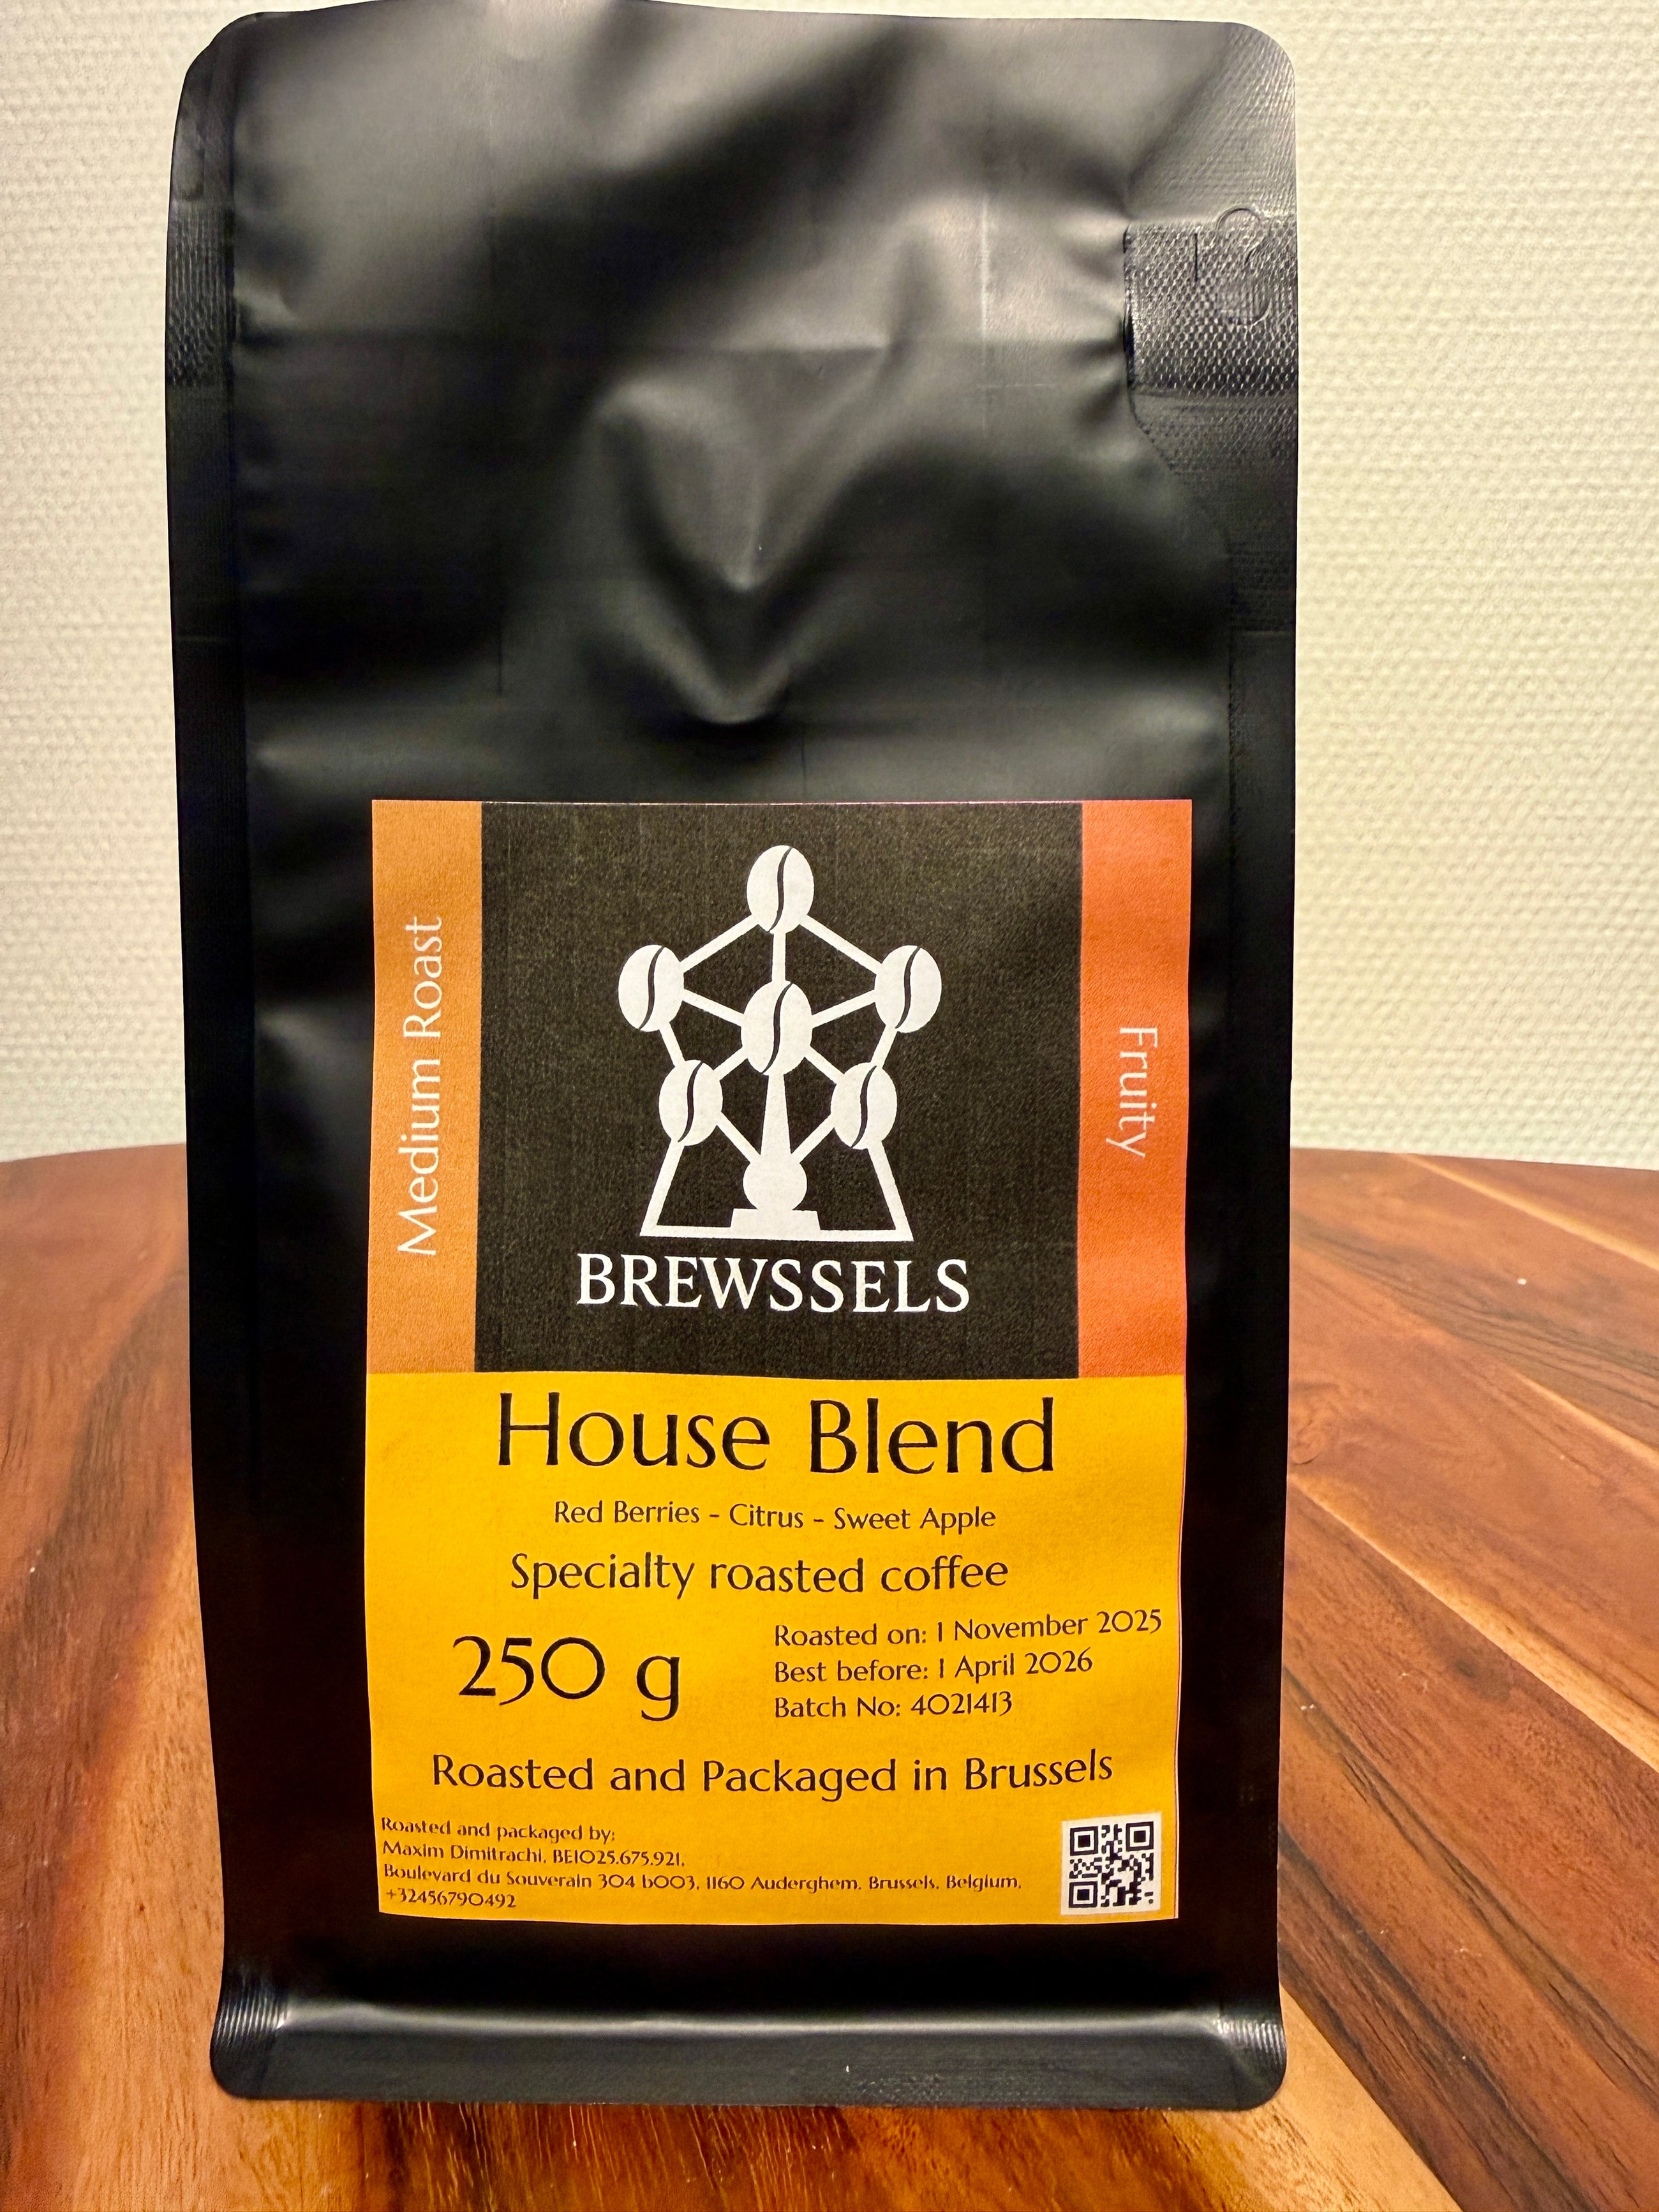 Medium Roast
Fruity
BREWSSELS
House Blend
Red Berries - Citrus - Sweet Apple
Specialty roasted coffee
250 g
Roasted on: 1 November 2025
Best before: 1 April 2026
Batch No: 4021413
Roasted and Packaged in Brussels
Roasted and packaged by:
Maxim Dimitrachi, BE1025.675.921,
Boulevard du Souverain 304 b003, 1160 Auderghem, Brussels, Belgium,
+32456790492